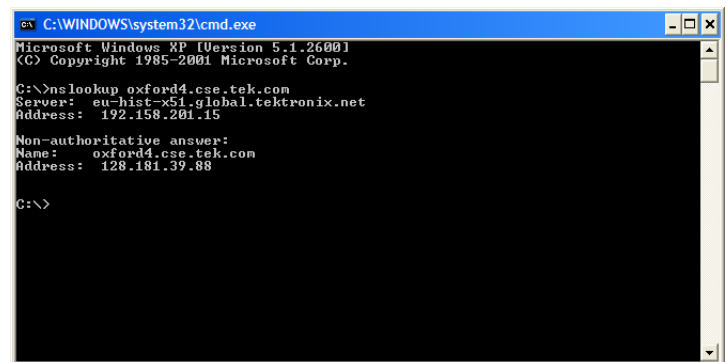 C:\WINDOWS\system32\cmd.exe
Microsoft Windows XP [Version 5.1.2600]
(C) Copyright 1985-2001 Microsoft Corp.
C:\>nslookup oxford4.cse.tek.com
Server:  eu-hist-x51.global.tektronix.net
Address:  192.158.201.15
Non-authoritative answer:
Name:    oxford4.cse.tek.com
Address:  128.181.39.88
C:\>